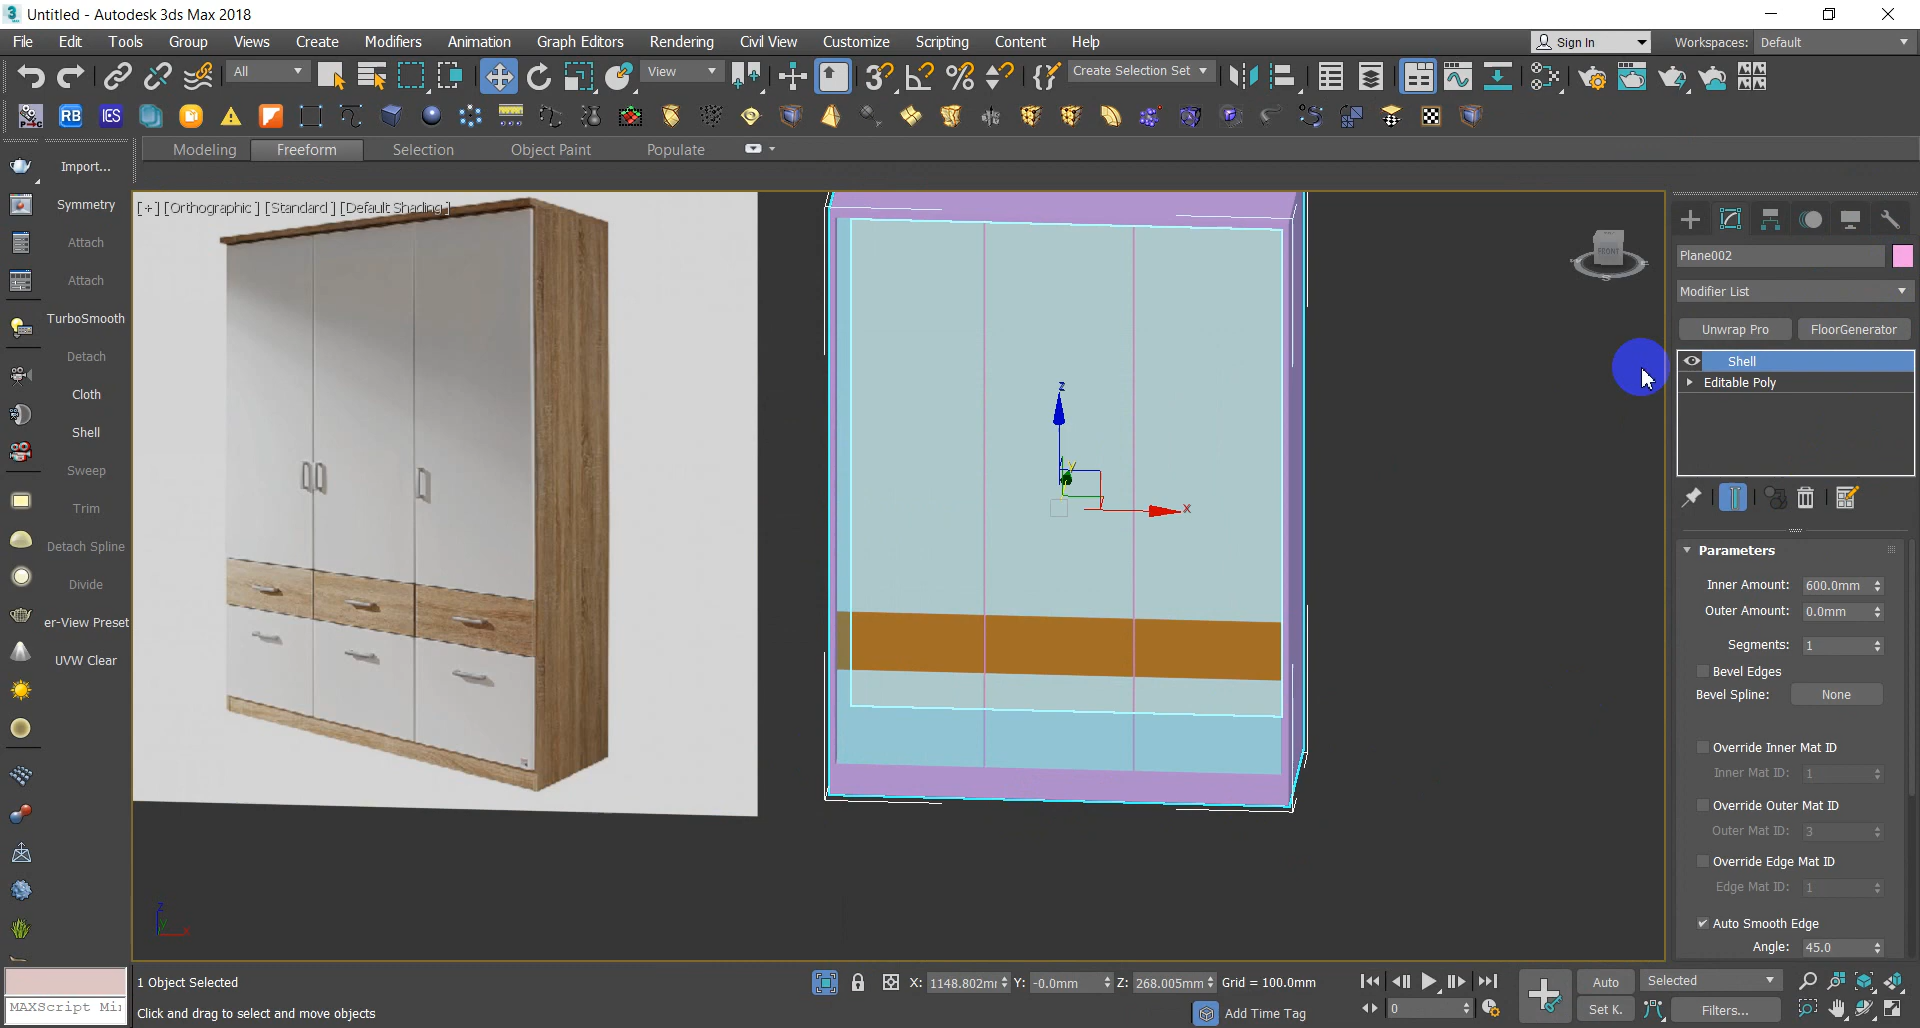 Untitled - Autodesk 3ds Max 2018
File Edit Tools Group Views Create Modifiers Animation Graph Editors Rendering Civil View Customize Scripting Content Help
Sign In Workspaces: Default
All View Create Selection Set
RB IES
Modeling Freeform Selection Object Paint Populate
Import...
Symmetry
Attach
Attach
TurboSmooth
Detach
Cloth
Shell
Sweep
Trim
Detach Spline
Divide
er-View Preset
UVW Clear
[+] [Orthographic ] [Standard ] [Default Shading ]
z
y
x
FRONT
S
z
x
Plane002
Modifier List
Unwrap Pro FloorGenerator
Shell
Editable Poly
Parameters
Inner Amount: 600.0mm
Outer Amount: 0.0mm
Segments: 1
Bevel Edges
Bevel Spline: None
Override Inner Mat ID
Inner Mat ID: 1
Override Outer Mat ID
Outer Mat ID: 3
Override Edge Mat ID
Edge Mat ID: 1
Auto Smooth Edge
Angle: 45.0
1 Object Selected X: 1148.802mı Y: -0.0mm Z: 268.005mm Grid = 100.0mm Auto Selected
MAXScript Mi: Click and drag to select and move objects Add Time Tag 0 Set K. Filters...